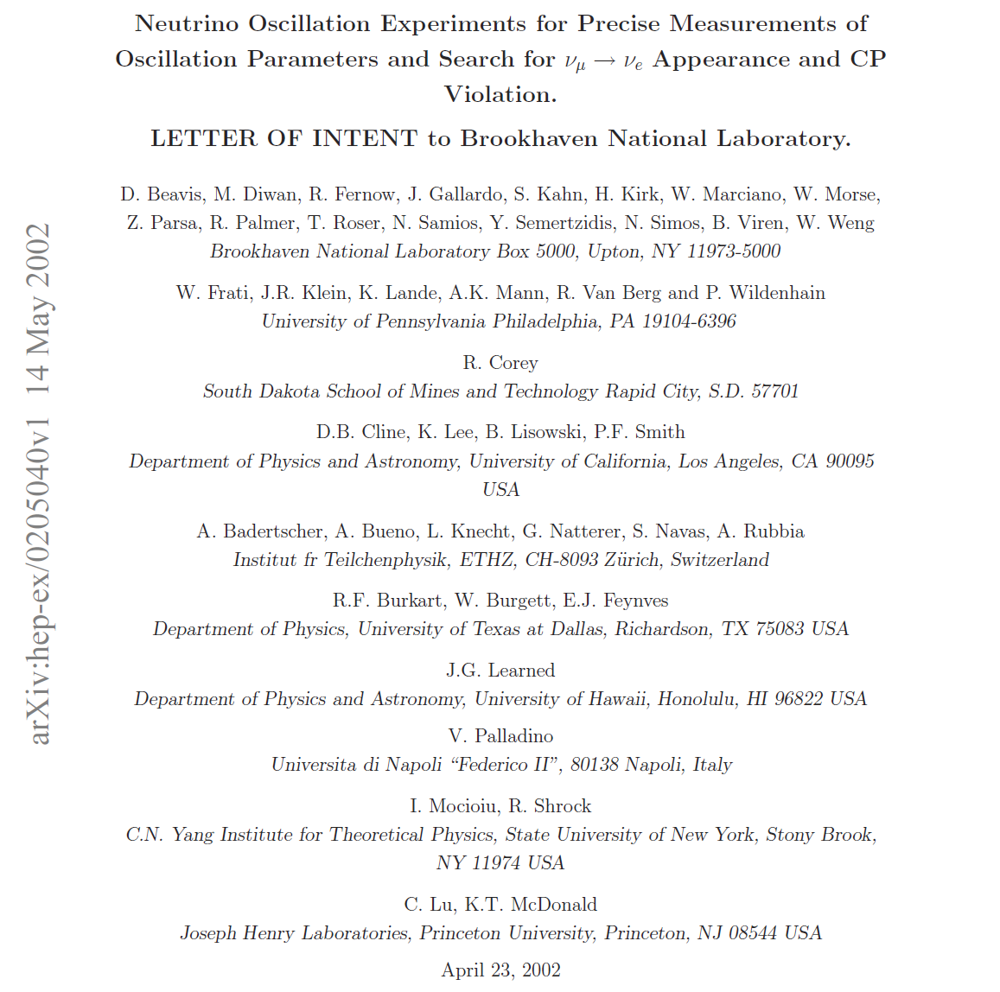 Neutrino Oscillation Experiments for Precise Measurements of
Oscillation Parameters and Search for νμ → νe Appearance and CP
Violation.
LETTER OF INTENT to Brookhaven National Laboratory.
D. Beavis, M. Diwan, R. Fernow, J. Gallardo, S. Kahn, H. Kirk, W. Marciano, W. Morse,
Z. Parsa, R. Palmer, T. Roser, N. Samios, Y. Semertzidis, N. Simos, B. Viren, W. Weng
Brookhaven National Laboratory Box 5000, Upton, NY 11973-5000
W. Frati, J.R. Klein, K. Lande, A.K. Mann, R. Van Berg and P. Wildenhain
University of Pennsylvania Philadelphia, PA 19104-6396
R. Corey
South Dakota School of Mines and Technology Rapid City, S.D. 57701
D.B. Cline, K. Lee, B. Lisowski, P.F. Smith
Department of Physics and Astronomy, University of California, Los Angeles, CA 90095
USA
A. Badertscher, A. Bueno, L. Knecht, G. Natterer, S. Navas, A. Rubbia
Institut fr Teilchenphysik, ETHZ, CH-8093 Zürich, Switzerland
R.F. Burkart, W. Burgett, E.J. Feynves
Department of Physics, University of Texas at Dallas, Richardson, TX 75083 USA
J.G. Learned
Department of Physics and Astronomy, University of Hawaii, Honolulu, HI 96822 USA
V. Palladino
Universita di Napoli “Federico II”, 80138 Napoli, Italy
I. Mocioiu, R. Shrock
C.N. Yang Institute for Theoretical Physics, State University of New York, Stony Brook,
NY 11974 USA
C. Lu, K.T. McDonald
Joseph Henry Laboratories, Princeton University, Princeton, NJ 08544 USA
April 23, 2002
arXiv:hep-ex/0205040v1 14 May 2002